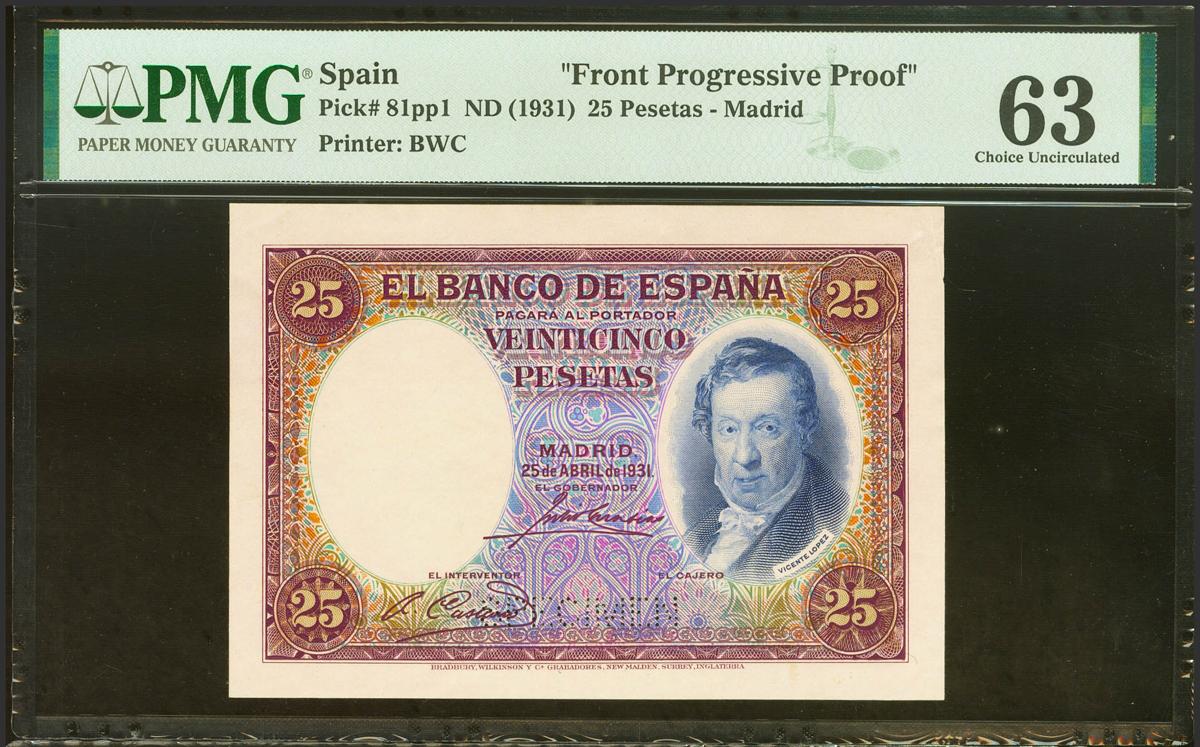 PMG®
PAPER MONEY GUARANTY
Spain "Front Progressive Proof"
Pick# 81pp1 ND (1931) 25 Pesetas - Madrid
Printer: BWC
63
Choice Uncirculated
25 EL BANCO DE ESPAÑA 25
PAGARÁ AL PORTADOR
VEINTICINCO
PESETAS
MADRID
25 de ABRIL de 1931.
EL GOBERNADOR
VICENTE LOPEZ
EL INTERVENTOR EL CAJERO
SPECIMEN
25 25
BRADBURY, WILKINSON Y Cª GRABADORES, NEW MALDEN, SURREY, INGLATERRA